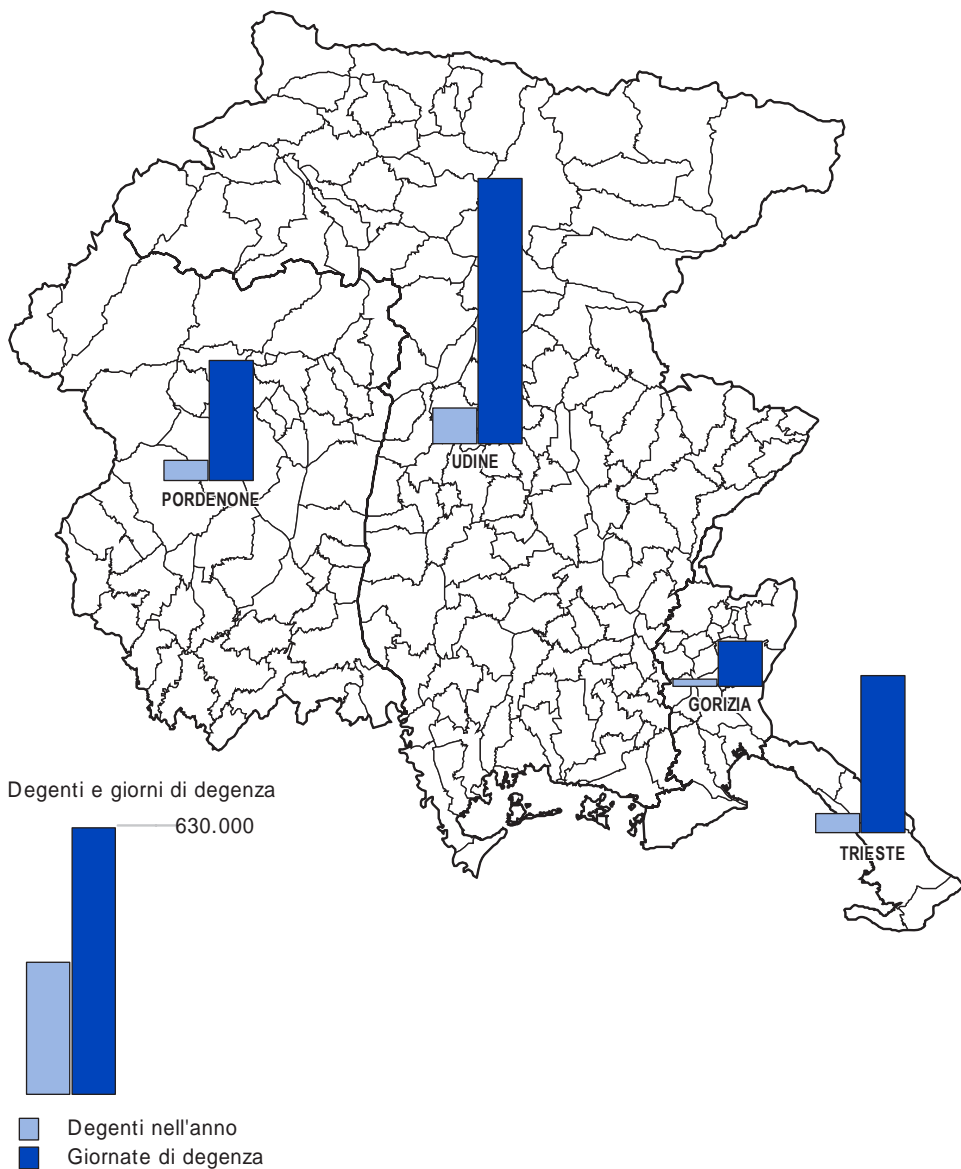 UDINE
PORDENONE
GORIZIA
TRIESTE
Degenti e giorni di degenza
630.000
Degenti nell'anno
Giornate di degenza